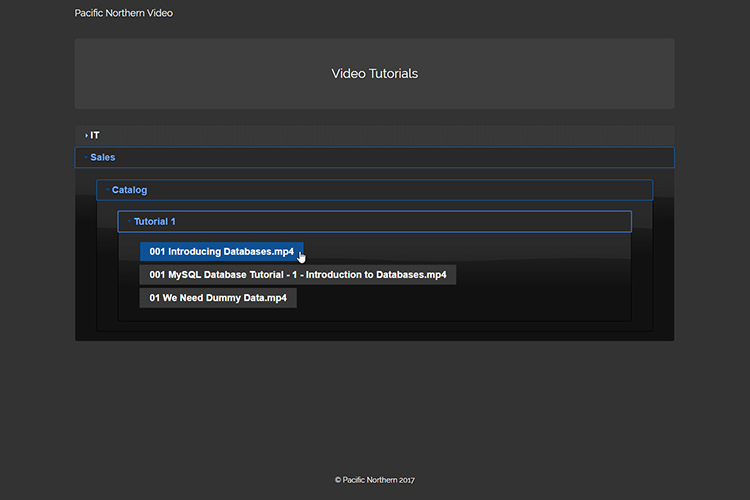 Pacific Northern Video
Video Tutorials
IT
Sales
Catalog
Tutorial 1
001 Introducing Databases.mp4
001 MySQL Database Tutorial - 1 - Introduction to Databases.mp4
01 We Need Dummy Data.mp4
© Pacific Northern 2017